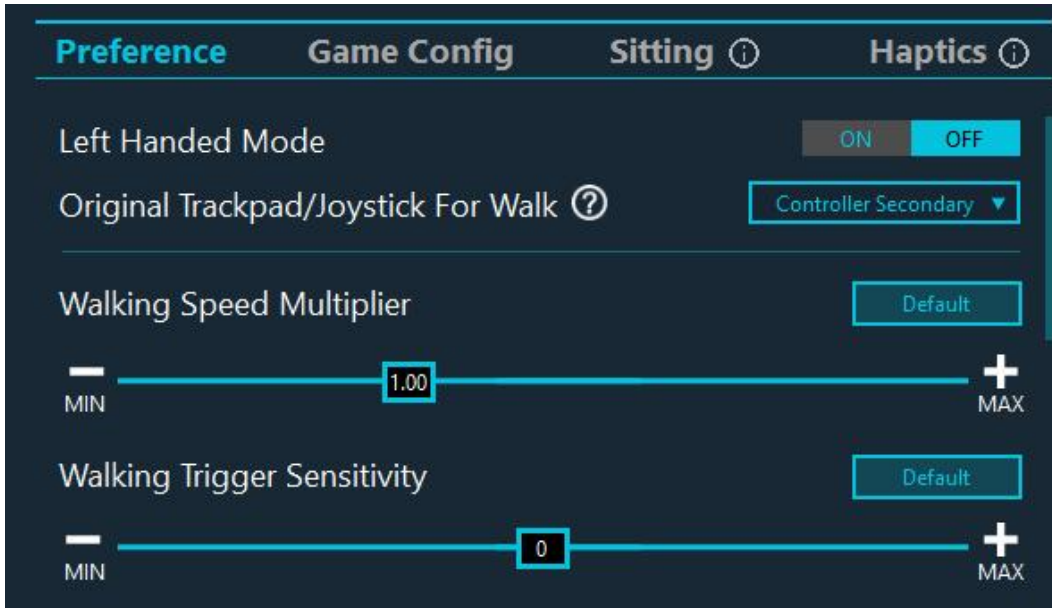 Preference Game Config Sitting Haptics
Left Handed Mode ON OFF
Original Trackpad/Joystick For Walk Controller Secondary
Walking Speed Multiplier Default
1.00
MIN MAX
Walking Trigger Sensitivity Default
0
MIN MAX